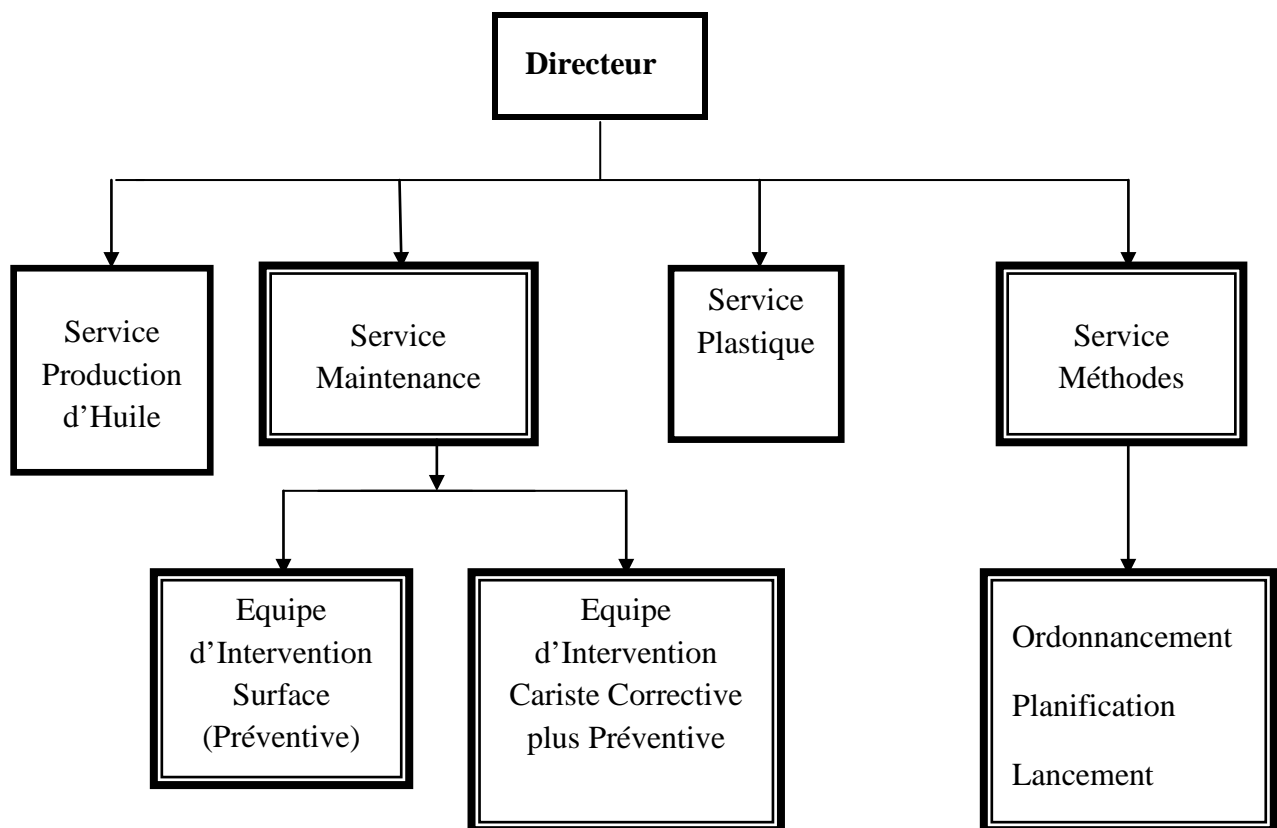 Directeur
Service
Production
d’Huile
Service
Maintenance
Service
Plastique
Service
Méthodes
Equipe
d’Intervention
Surface
(Préventive)
Equipe
d’Intervention
Cariste Corrective
plus Préventive
Ordonnancement
Planification
Lancement